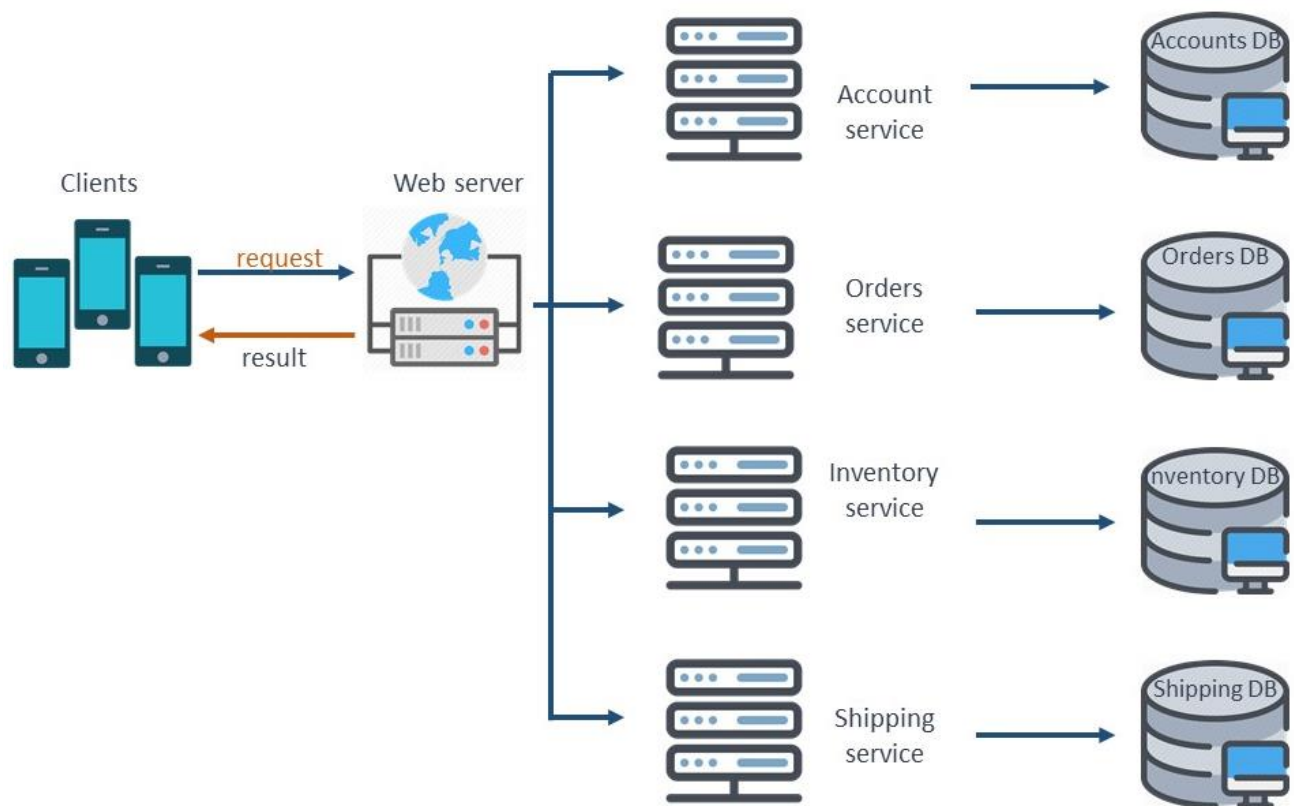 Clients
request
result
Web server
Account
service
Accounts DB
Orders
service
Orders DB
Inventory
service
nventory DB
Shipping
service
Shipping DB